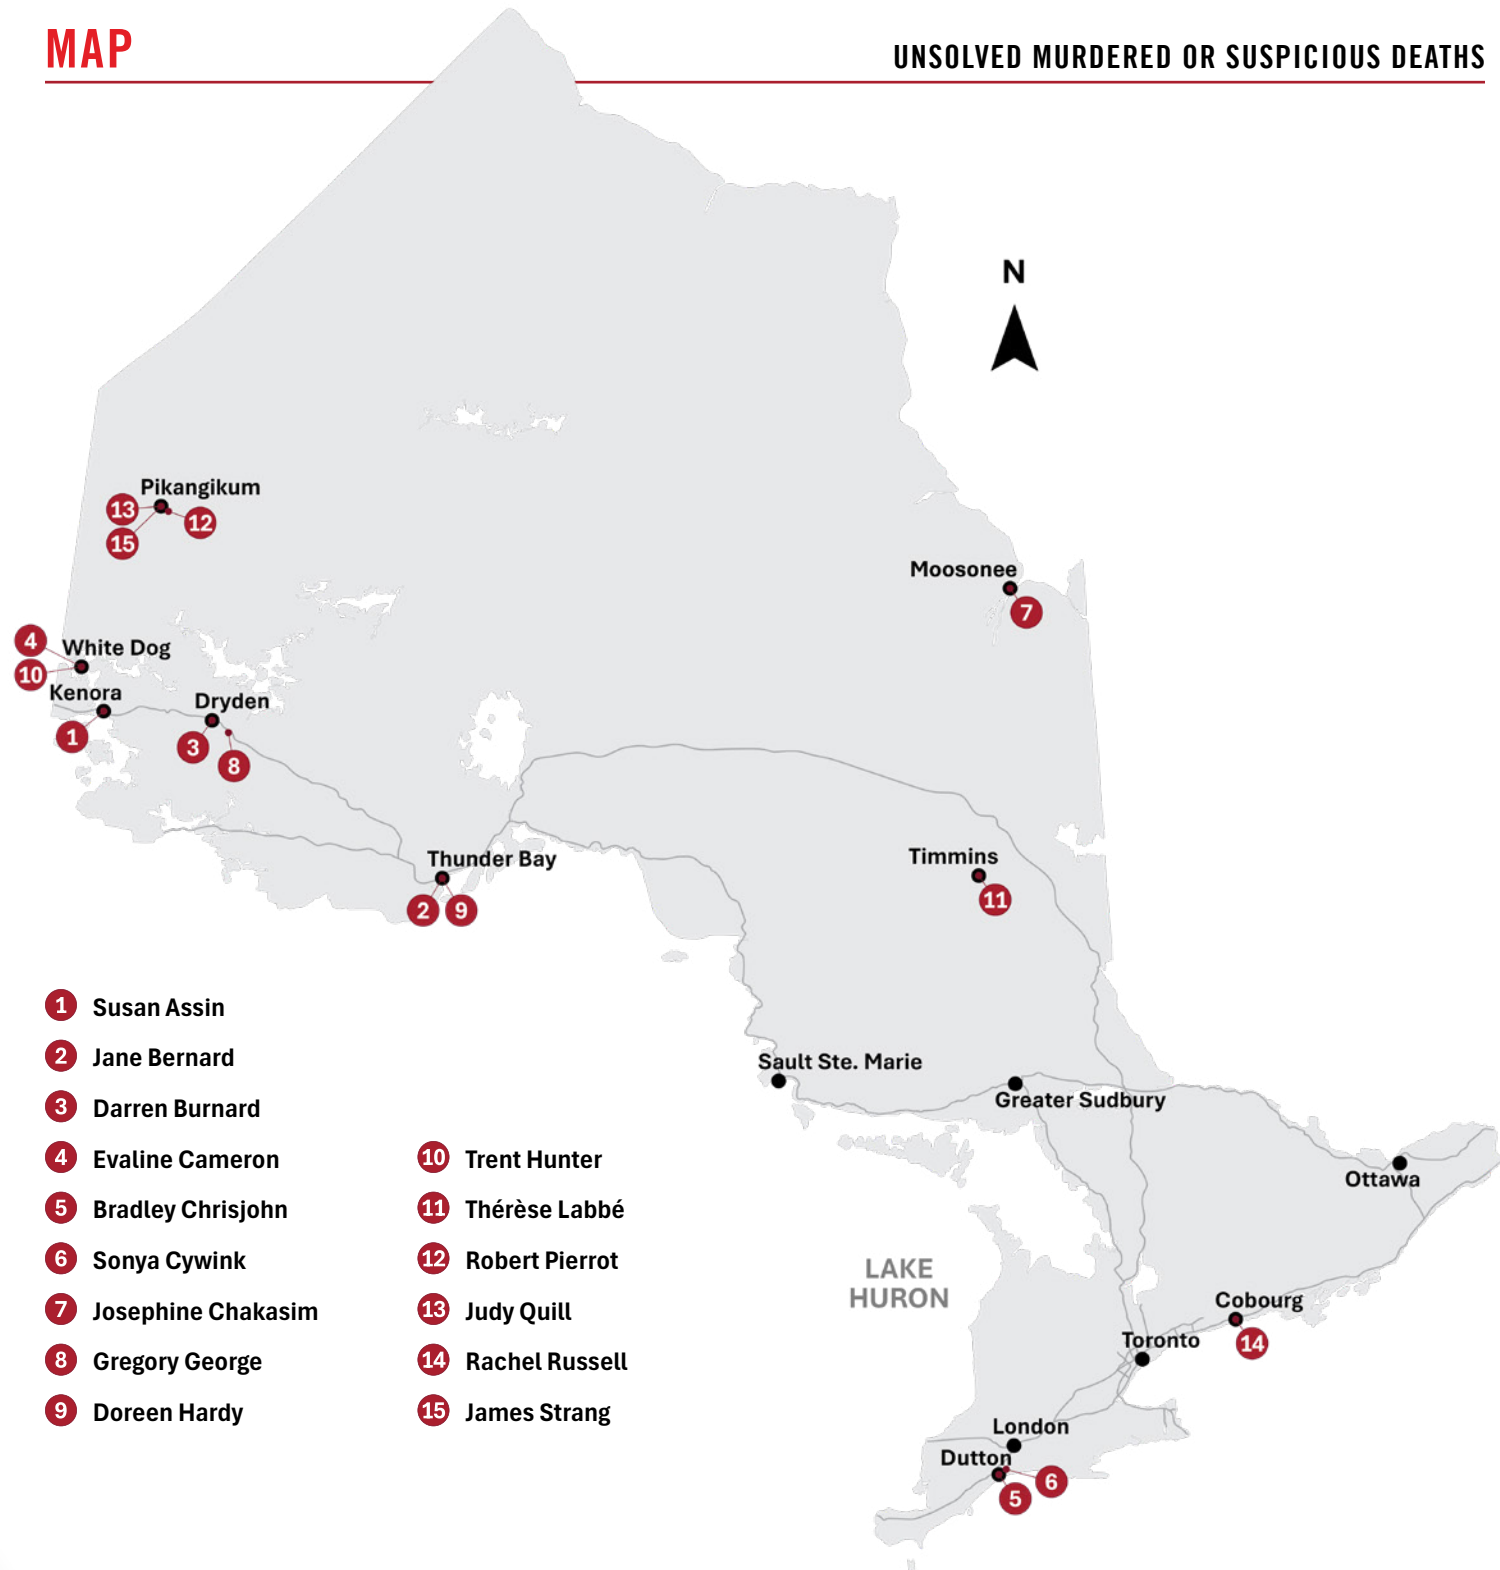 MAP
UNSOLVED MURDERED OR SUSPICIOUS DEATHS
N
Pikangikum
13
12
15
Moosonee
7
4
White Dog
10
Kenora
Dryden
1
3
8
Thunder Bay
2
9
Timmins
11
Sault Ste. Marie
Greater Sudbury
Ottawa
LAKE
HURON
Cobourg
14
Toronto
London
Dutton
6
5
1 Susan Assin
2 Jane Bernard
3 Darren Burnard
4 Evaline Cameron
5 Bradley Chrisjohn
6 Sonya Cywink
7 Josephine Chakasim
8 Gregory George
9 Doreen Hardy
10 Trent Hunter
11 Thérèse Labbé
12 Robert Pierrot
13 Judy Quill
14 Rachel Russell
15 James Strang